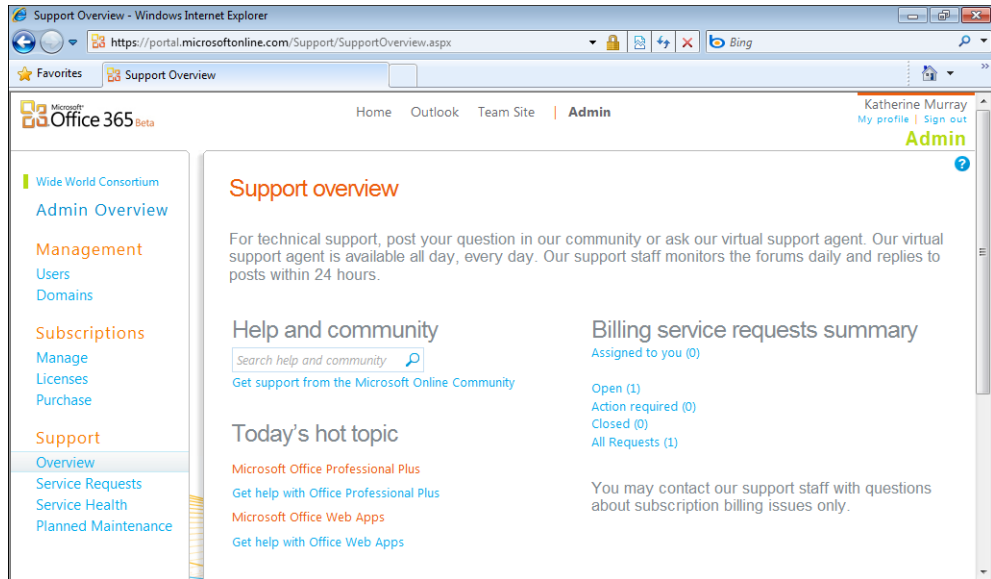 Support Overview - Windows Internet Explorer
https://portal.microsoftonline.com/Support/SupportOverview.aspx
Bing
Favorites
Support Overview
Microsoft
Office 365 Beta
Home Outlook Team Site | Admin
Katherine Murray
My profile | Sign out
Admin
Wide World Consortium
Admin Overview
Management
Users
Domains
Subscriptions
Manage
Licenses
Purchase
Support
Overview
Service Requests
Service Health
Planned Maintenance
Support overview
For technical support, post your question in our community or ask our virtual support agent. Our virtual
support agent is available all day, every day. Our support staff monitors the forums daily and replies to
posts within 24 hours.
Help and community
Search help and community
Get support from the Microsoft Online Community
Today's hot topic
Microsoft Office Professional Plus
Get help with Office Professional Plus
Microsoft Office Web Apps
Get help with Office Web Apps
Billing service requests summary
Assigned to you (0)
Open (1)
Action required (0)
Closed (0)
All Requests (1)
You may contact our support staff with questions
about subscription billing issues only.